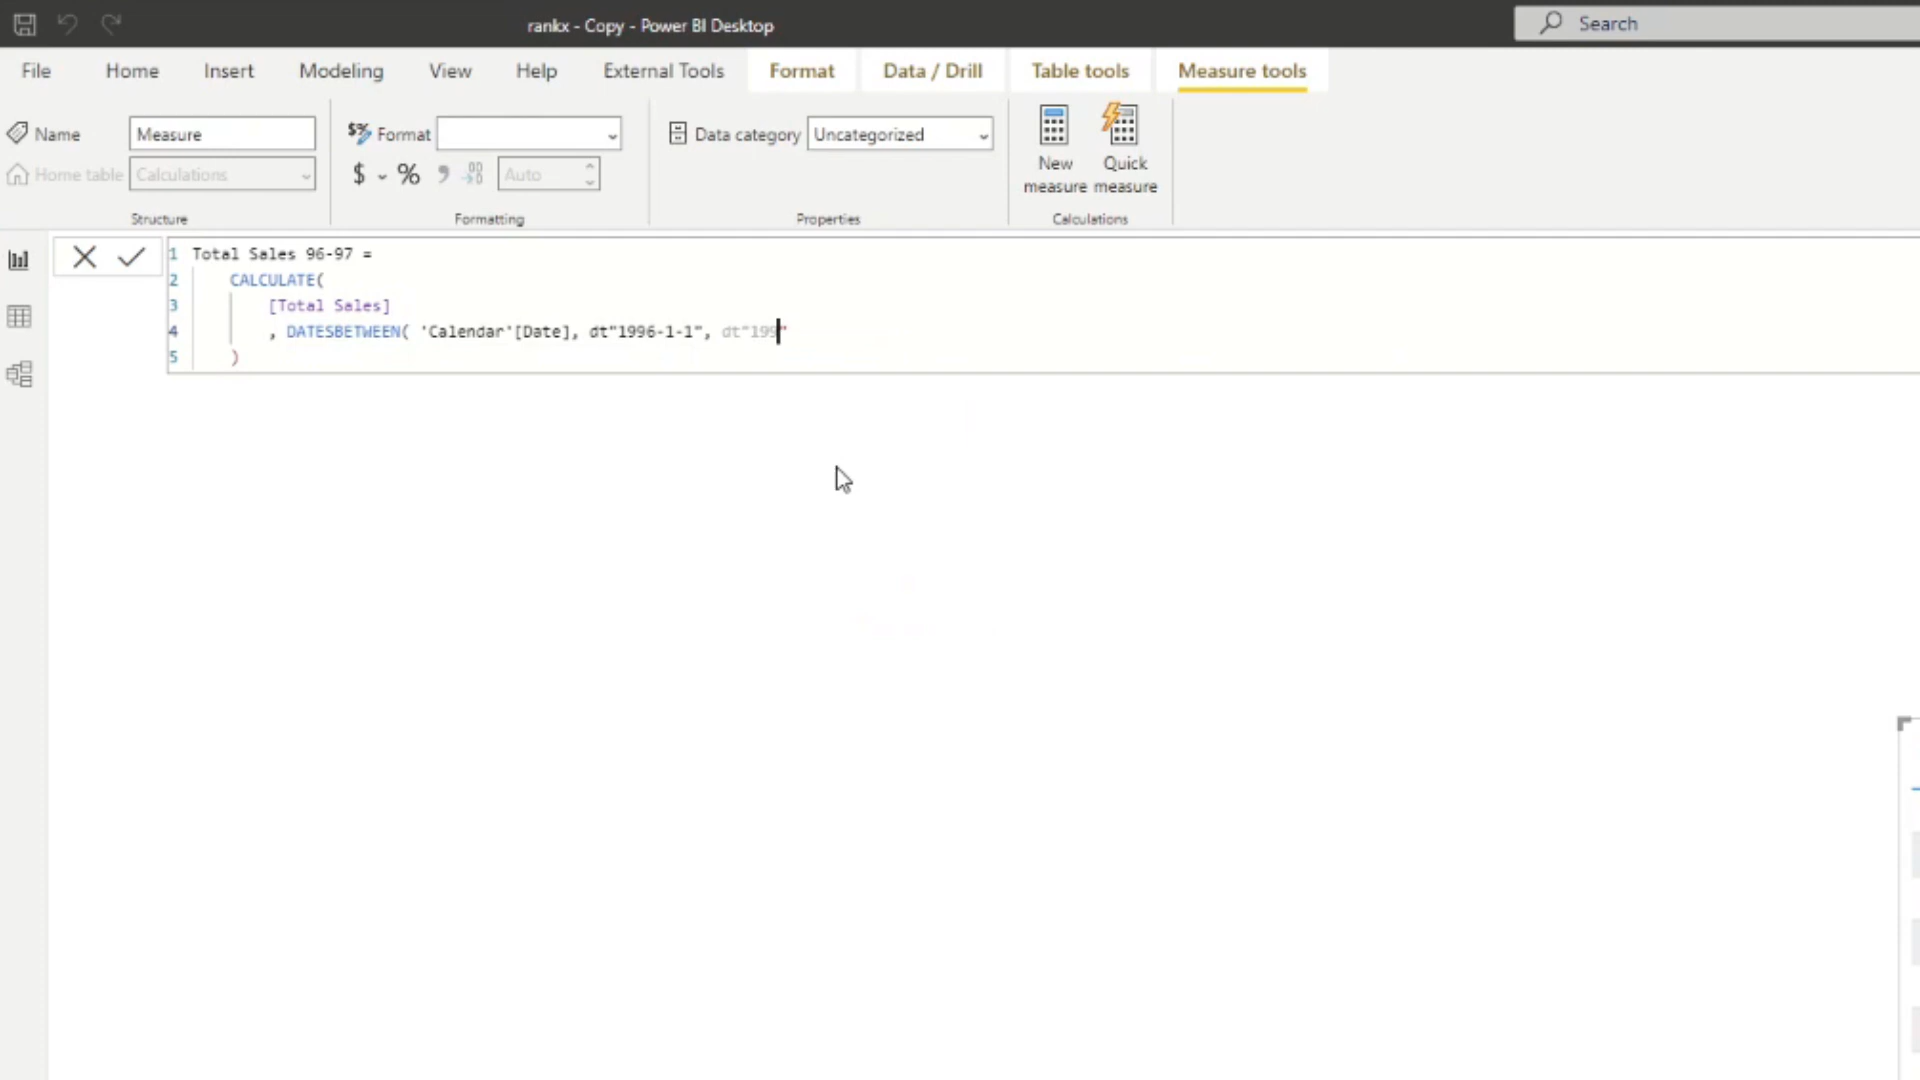 rankx - Copy - Power BI Desktop
Search
File Home Insert Modeling View Help External Tools Format Data / Drill Table tools Measure tools
Name Measure
Home table Calculations
Structure
$% Format
$ % 9 .00 Auto
Formatting
Data category Uncategorized
Properties
New measure
Quick measure
Calculations
1 Total Sales 96-97 =
2 CALCULATE(
3 [Total Sales]
4 , DATESBETWEEN( 'Calendar'[Date], dt"1996-1-1", dt"199"
5 )